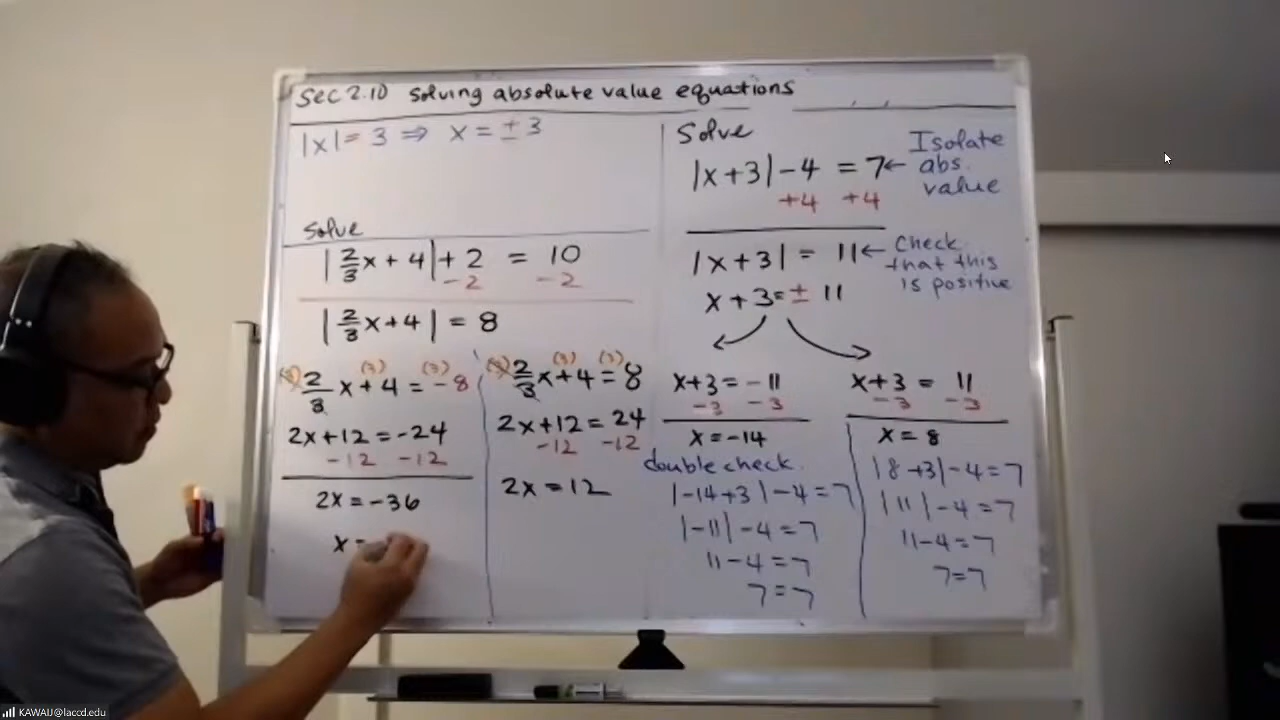 Sec 2.10 Solving absolute value equations
|x| = 3 ⇒ x = ± 3
Solve
|2/3 x + 4| + 2 = 10
-2 -2
|2/3 x + 4| = 8
(3) 2/3 x + 4 = -8 (3) (3)
2x + 12 = -24
-12 -12
2x = -36
x =
(3) 2/3 x + 4 = 8 (3) (3)
2x + 12 = 24
-12 -12
2x = 12
Solve
|x + 3| - 4 = 7 ← Isolate abs. value
+4 +4
|x + 3| = 11 ← Check that this is positive
x + 3 = ± 11
x + 3 = - 11
-3 -3
x = -14
double check.
|-14 + 3| - 4 = 7
|-11| - 4 = 7
11 - 4 = 7
7 = 7
x + 3 = 11
-3 -3
x = 8
|8 + 3| - 4 = 7
|11| - 4 = 7
11 - 4 = 7
7 = 7
KAWAIJ@laccd.edu